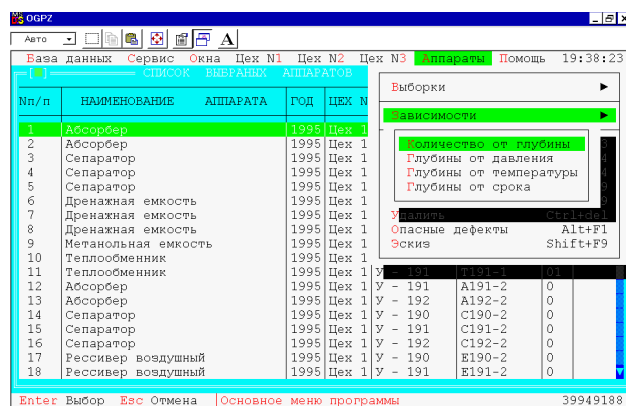 OGPZ
Авто
A
База данных Сервис Окна Цех N1 Цех N2 Цех N3 Аппараты Помощь 19:38:23
СПИСОК ВЫБРАНЫХ АППАРАТОВ
Nп/п НАИМЕНОВАНИЕ АППАРАТА ГОД ЦЕХ N
Выборки
Зависимости
Количество от глубины
Глубины от давления
Глубины от температуры
Глубины от срока
Удалить Ctrl+del
Опасные дефекты Alt+F1
Эскиз Shift+F9
1 Абсорбер 1995 Цех 1
2 Абсорбер 1995 Цех 1 3
3 Сепаратор 1995 Цех 1 4
4 Сепаратор 1995 Цех 1 4
5 Сепаратор 1995 Цех 1 9
6 Дренажная емкость 1995 Цех 1 9
7 Дренажная емкость 1995 Цех 1
8 Дренажная емкость 1995 Цех 1
9 Метанольная емкость 1995 Цех 1
10 Теплообменник 1995 Цех 1
11 Теплообменник 1995 Цех 1 У - 191 Т191-1 01
12 Абсорбер 1995 Цех 1 У - 191 А191-2 0
13 Абсорбер 1995 Цех 1 У - 192 А192-2 0
14 Сепаратор 1995 Цех 1 У - 190 С190-2 0
15 Сепаратор 1995 Цех 1 У - 191 С191-2 0
16 Сепаратор 1995 Цех 1 У - 192 С192-2 0
17 Рессивер воздушный 1995 Цех 1 У - 190 Е190-2 0
18 Рессивер воздушный 1995 Цех 1 У - 191 Е191-2 0
Enter Выбор Esc Отмена Основное меню программы 39949188